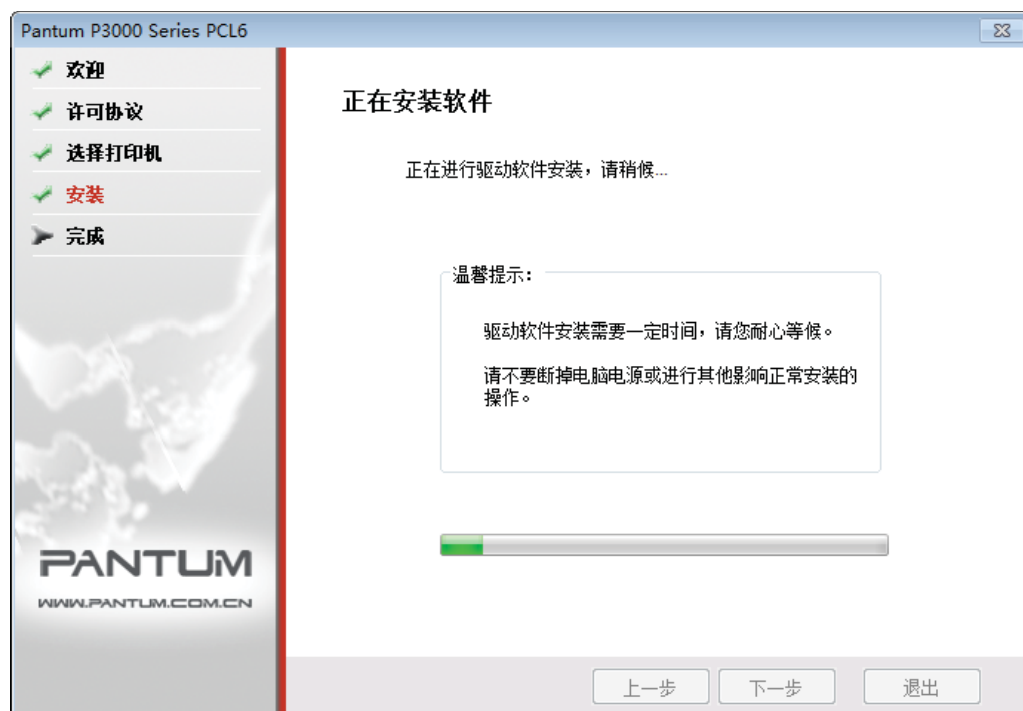 Pantum P3000 Series PCL6
欢迎
许可协议
选择打印机
安装
完成
正在安装软件
正在进行驱动软件安装，请稍候...
温馨提示：
驱动软件安装需要一定时间，请您耐心等候。
请不要断掉电脑电源或进行其他影响正常安装的
操作。
PANTUM
WWW.PANTUM.COM.CN
上一步
下一步
退出